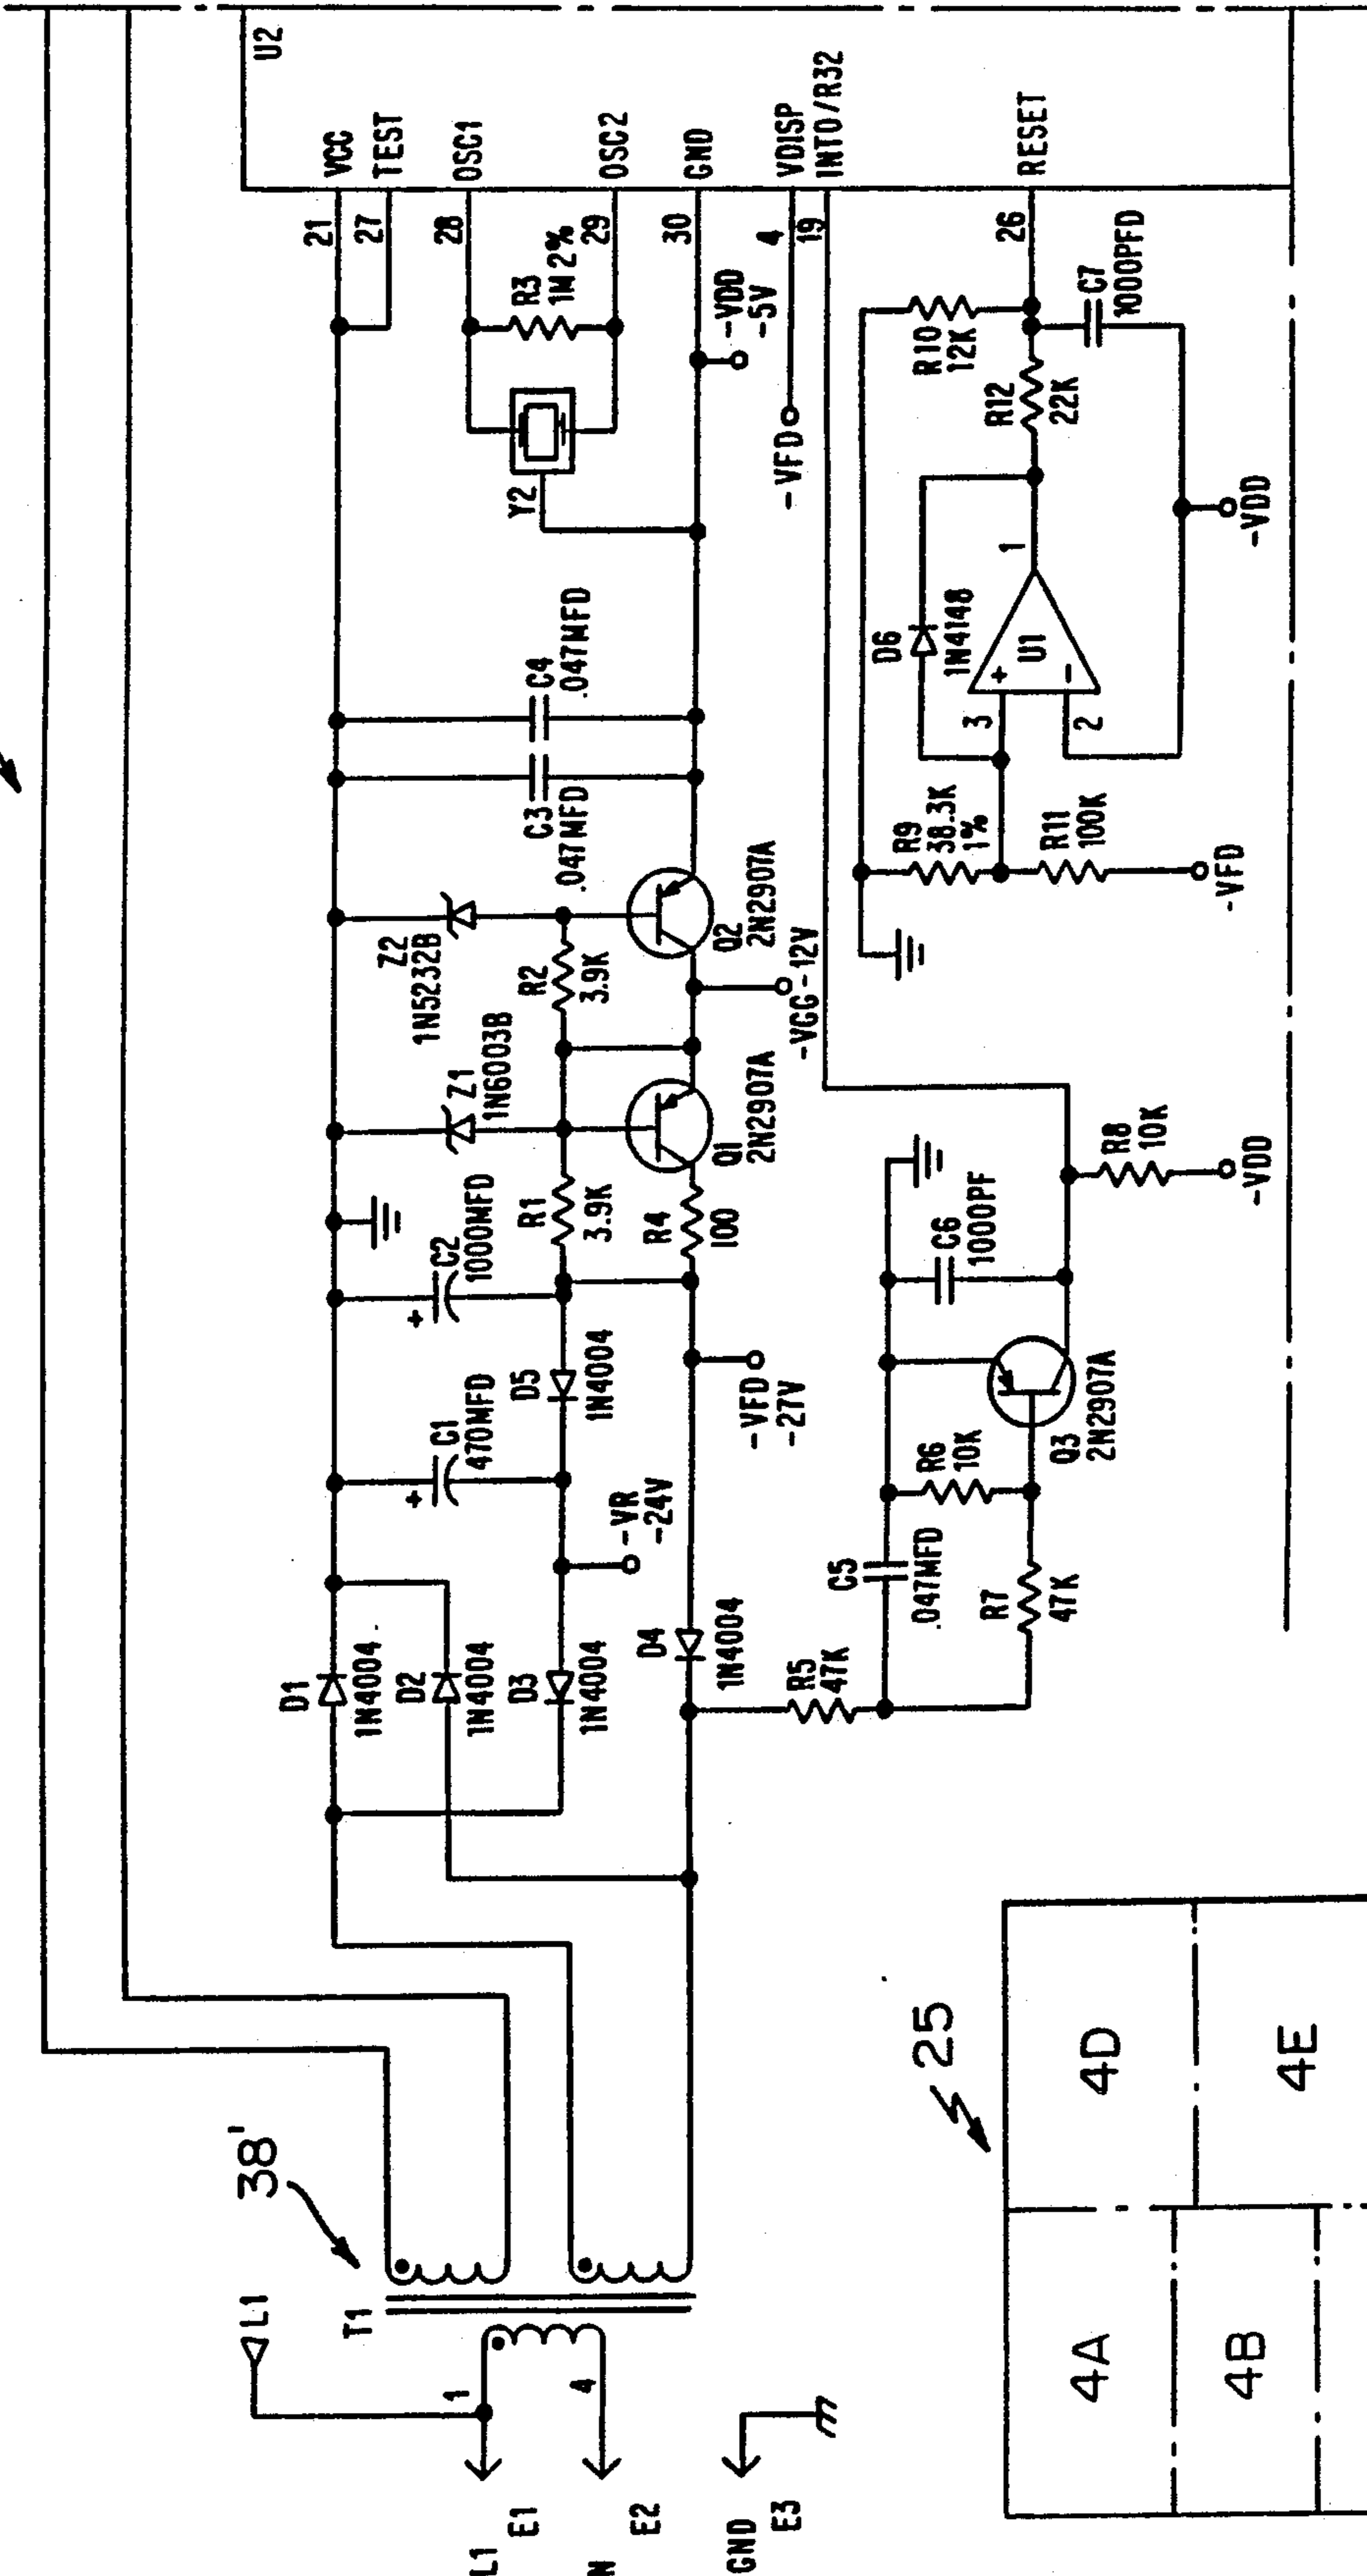 38'
T1
L1
1
4
L1
E1
N
E2
GND
E3
D1
1N4004
D2
1N4004
D3
1N4004
D4
1N4004
-VR
-24V
C1
470MFD
D5
1N4004
-VFD
-27V
C2
1000MFD
R1
3.9K
R4
100
Z1
1N6003B
Q1
2N2907A
Z2
1N5232B
R2
3.9K
Q2
2N2907A
-VGG-12V
C3
.047MFD
C4
.047MFD
Y2
R3
1M 2%
-VDD
-5V
-VFD
U2
21
VCC
27
TEST
28
OSC1
29
OSC2
30
GND
4
VDISP
19
INTO/R32
26
RESET
R5
47K
C5
.047MFD
R7
47K
R6
10K
Q3
2N2907A
C6
1000PF
R8
10K
-VDD
R9
38.3K
1%
R11
100K
-VFD
D6
1N4148
3
+
2
-
U1
1
R10
12K
R12
22K
C7
1000PFD
-VDD
25
4A
4D
4B
4E